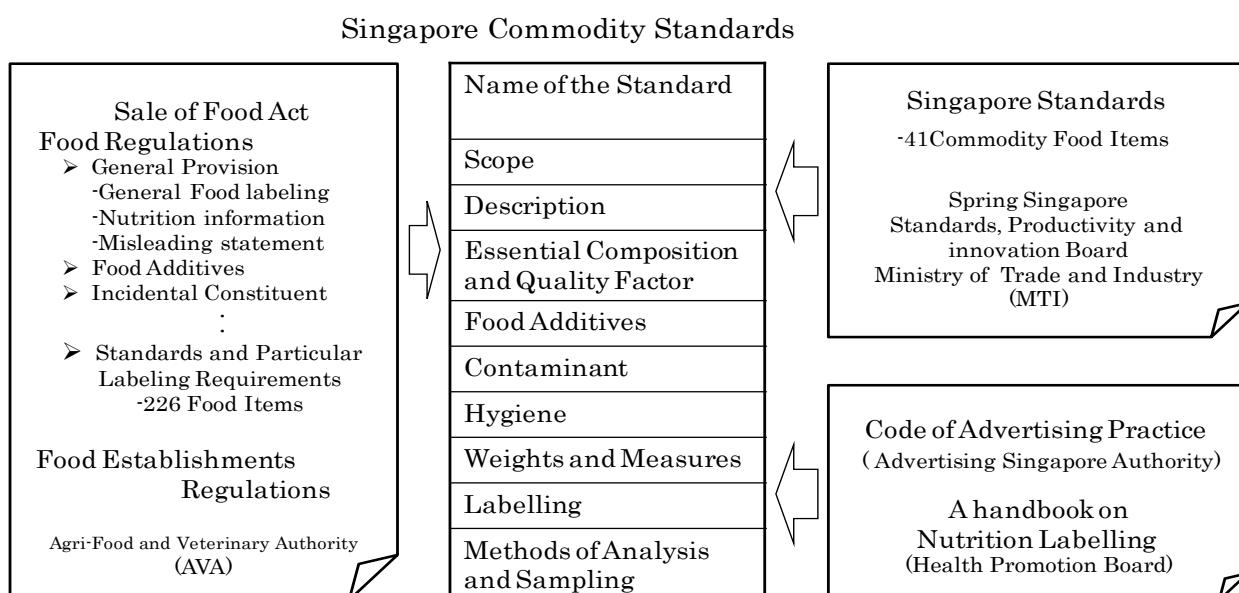 Singapore Commodity Standards
Sale of Food Act
Food Regulations
➢ General Provision
-General Food labeling
-Nutrition information
-Misleading statement
➢ Food Additives
➢ Incidental Constituent
:
➢ Standards and Particular
Labeling Requirements
-226 Food Items
Food Establishments
Regulations
Agri-Food and Veterinary Authority
(AVA)
Name of the Standard
Scope
Description
Essential Composition
and Quality Factor
Food Additives
Contaminant
Hygiene
Weights and Measures
Labelling
Methods of Analysis
and Sampling
Singapore Standards
-41Commodity Food Items
Spring Singapore
Standards, Productivity and
innovation Board
Ministry of Trade and Industry
(MTI)
Code of Advertising Practice
( Advertising Singapore Authority)
A handbook on
Nutrition Labelling
(Health Promotion Board)